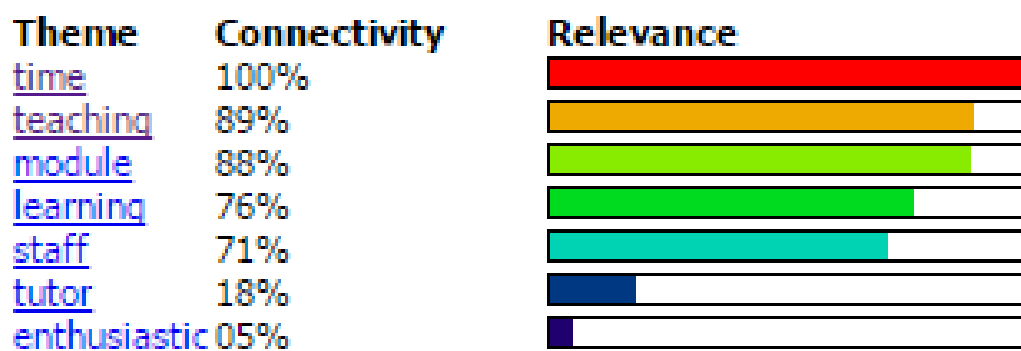 Theme Connectivity Relevance
time 100%
teaching 89%
module 88%
learning 76%
staff 71%
tutor 18%
enthusiastic 05%